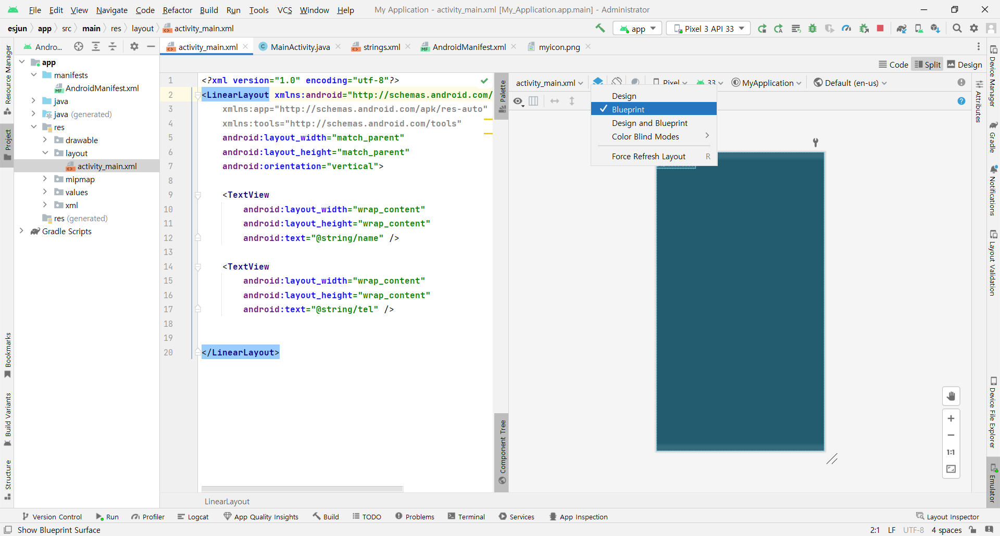 File Edit View Navigate Code Refactor Build Run Tools VCS Window Help My Application - activity_main.xml [My_Application.app.main] - Administrator
esjun app src main res layout activity_main.xml app Pixel 3 API 33
Andro... activity_main.xml MainActivity.java strings.xml AndroidManifest.xml myicon.png
Code Split Design
Resource Manager
Project
Bookmarks
Build Variants
Structure
app
manifests
AndroidManifest.xml
java
java (generated)
res
drawable
layout
activity_main.xml
mipmap
values
xml
res (generated)
Gradle Scripts
1 <?xml version="1.0" encoding="utf-8"?>
2 <LinearLayout xmlns:android="http://schemas.android.com/
3 xmlns:app="http://schemas.android.com/apk/res-auto"
4 xmlns:tools="http://schemas.android.com/tools"
5 android:layout_width="match_parent"
6 android:layout_height="match_parent"
7 android:orientation="vertical">
8
9 <TextView
10 android:layout_width="wrap_content"
11 android:layout_height="wrap_content"
12 android:text="@string/name" />
13
14 <TextView
15 android:layout_width="wrap_content"
16 android:layout_height="wrap_content"
17 android:text="@string/tel" />
18
19
20 </LinearLayout>
LinearLayout
Palette
Component Tree
activity_main.xml Pixel 33 MyApplication Default (en-us)
Design
Blueprint
Design and Blueprint
Color Blind Modes
Force Refresh Layout R
1:1
Attributes
Device Manager
Gradle
Notifications
Layout Validation
Device File Explorer
Emulator
Version Control Run Profiler Logcat App Quality Insights Build TODO Problems Terminal Services App Inspection Layout Inspector
Show Blueprint Surface 2:1 LF UTF-8 4 spaces